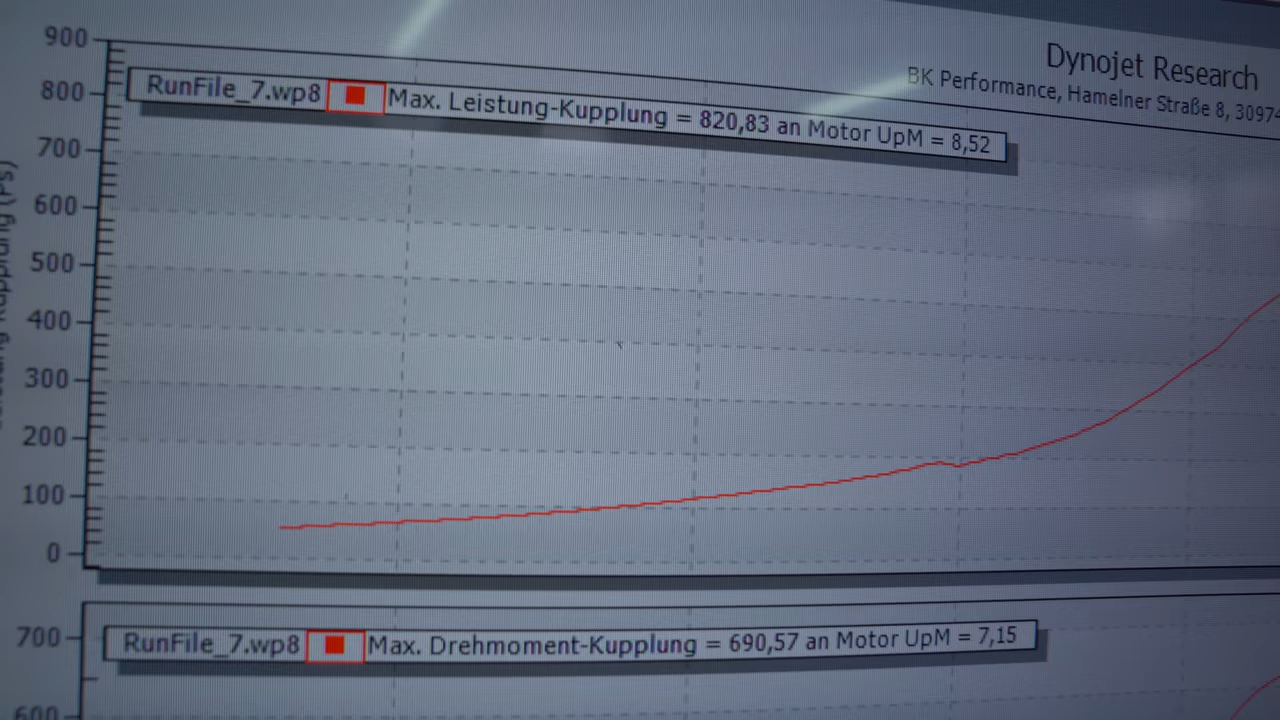 Dynojet Research
BK Performance, Hamelner Straße 8, 30974
900
RunFile_7.wp8 Max. Leistung-Kupplung = 820,83 an Motor UpM = 8,52
800
700
600
500
400
300
200
100
0
(Ps)
RunFile_7.wp8 Max. Drehmoment-Kupplung = 690,57 an Motor UpM = 7,15
700
600